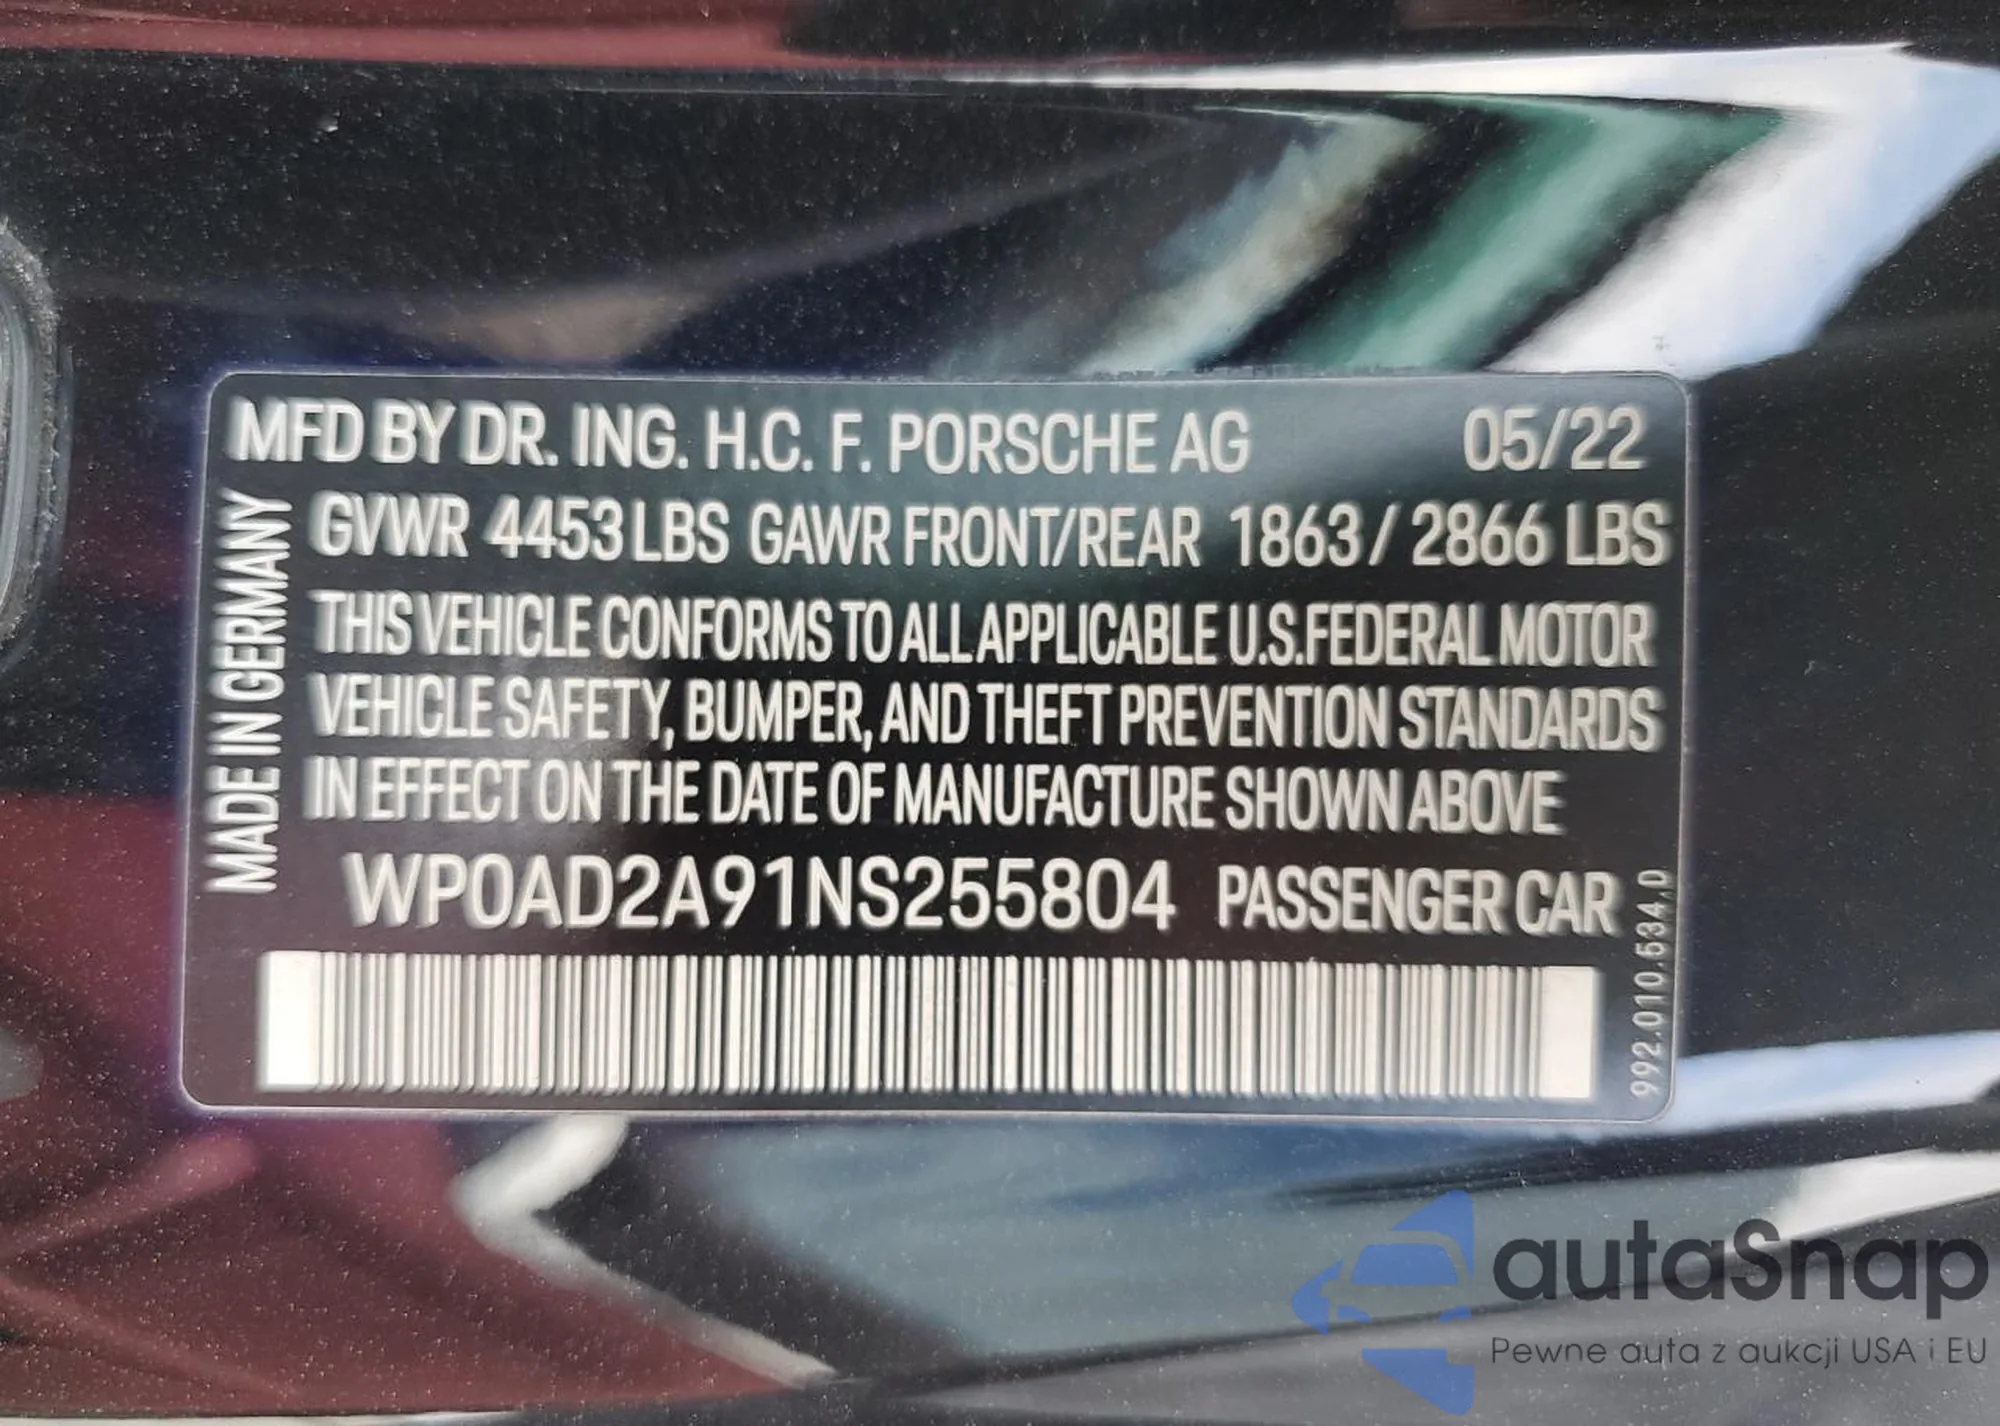 MFD BY DR. ING. H.C. F. PORSCHE AG 05/22
GVWR 4453 LBS GAWR FRONT/REAR 1863 / 2866 LBS
THIS VEHICLE CONFORMS TO ALL APPLICABLE U.S.FEDERAL MOTOR
VEHICLE SAFETY, BUMPER, AND THEFT PREVENTION STANDARDS
IN EFFECT ON THE DATE OF MANUFACTURE SHOWN ABOVE
WP0AD2A91NS255804 PASSENGER CAR
MADE IN GERMANY
992.010.534.D
autaSnap
Pewne auta z aukcji USA i EU